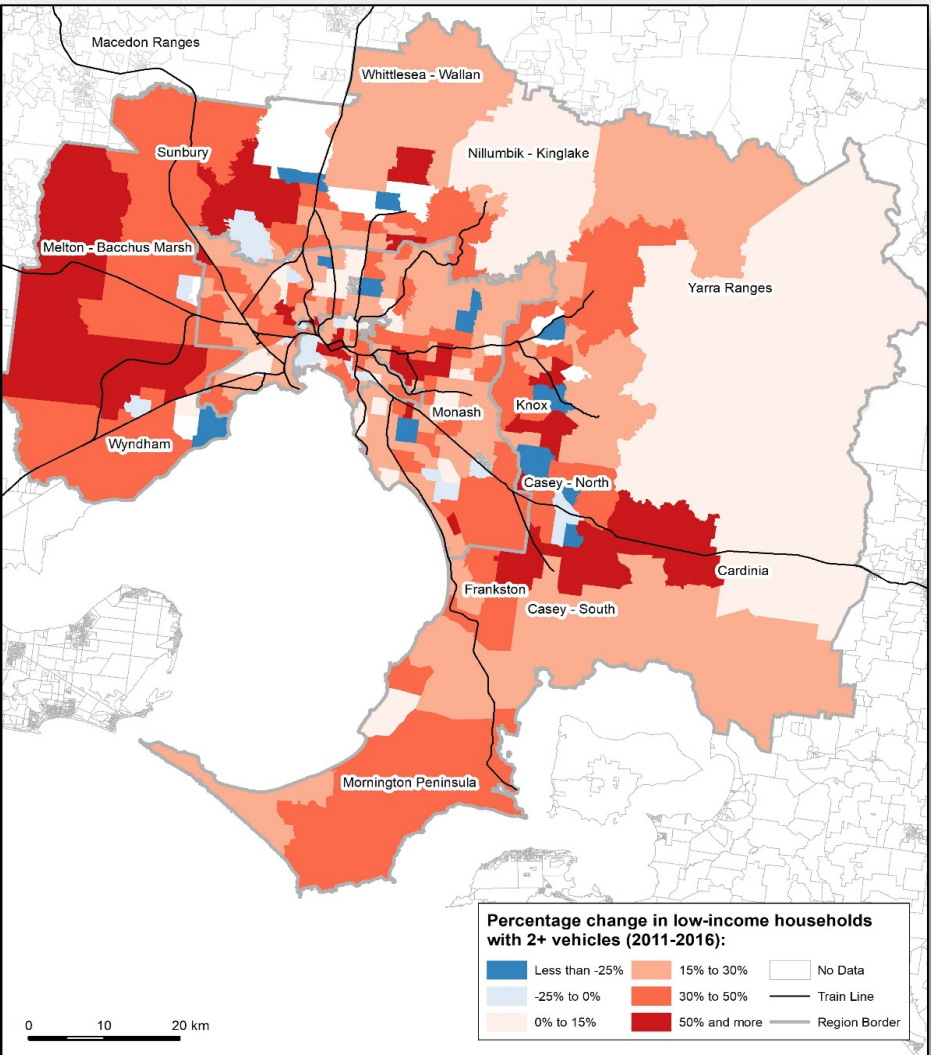 Macedon Ranges
Whittlesea - Wallan
Sunbury
Nillumbik - Kinglake
Melton - Bacchus Marsh
Yarra Ranges
Monash
Knox
Wyndham
Casey - North
Cardinia
Frankston
Casey - South
Mornington Peninsula
Percentage change in low-income households
with 2+ vehicles (2011-2016):
Less than -25% 15% to 30% No Data
-25% to 0% 30% to 50% Train Line
0% to 15% 50% and more Region Border
0 10 20 km